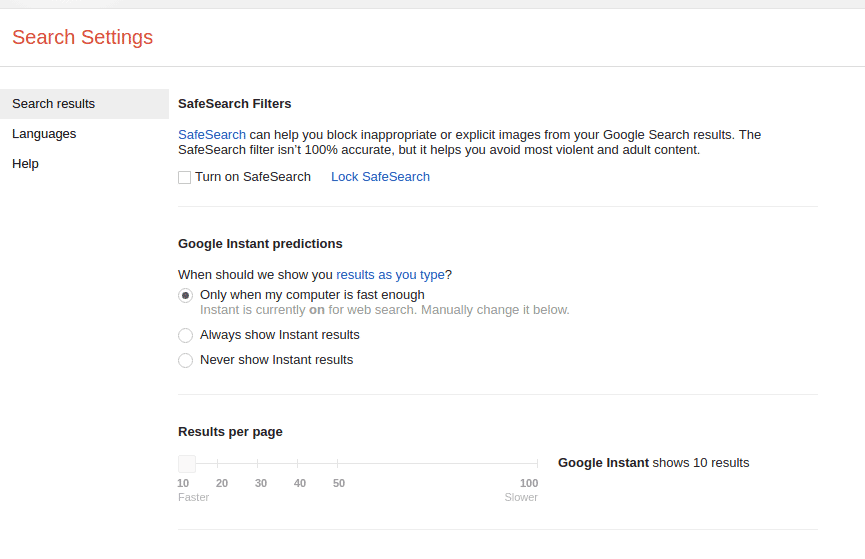 Search Settings
Search results
Languages
Help
SafeSearch Filters
SafeSearch can help you block inappropriate or explicit images from your Google Search results. The
SafeSearch filter isn't 100% accurate, but it helps you avoid most violent and adult content.
Turn on SafeSearch Lock SafeSearch
Google Instant predictions
When should we show you results as you type?
Only when my computer is fast enough
Instant is currently on for web search. Manually change it below.
Always show Instant results
Never show Instant results
Results per page
Google Instant shows 10 results
10 20 30 40 50 100
Faster Slower